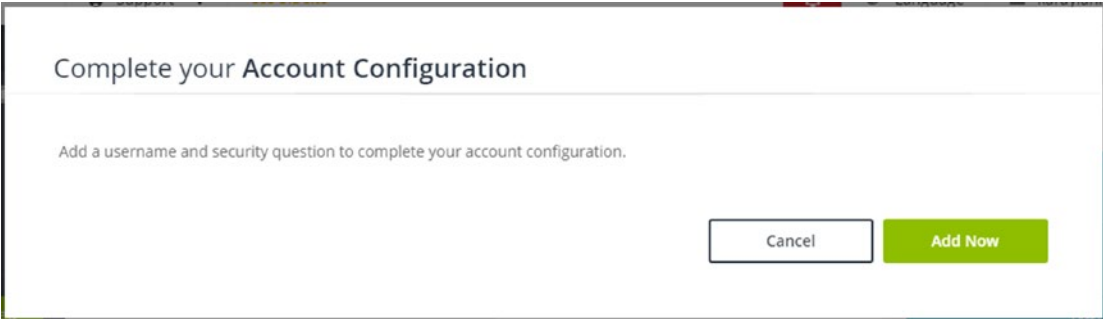 Complete your Account Configuration
Add a username and security question to complete your account configuration.
Cancel
Add Now